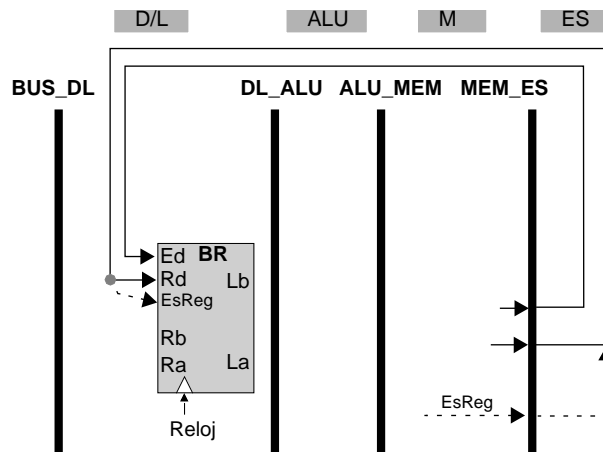 D/L ALU M ES
BUS_DL DL_ALU ALU_MEM MEM_ES
Ed BR
Rd Lb
EsReg
Rb
Ra La
EsReg
Reloj